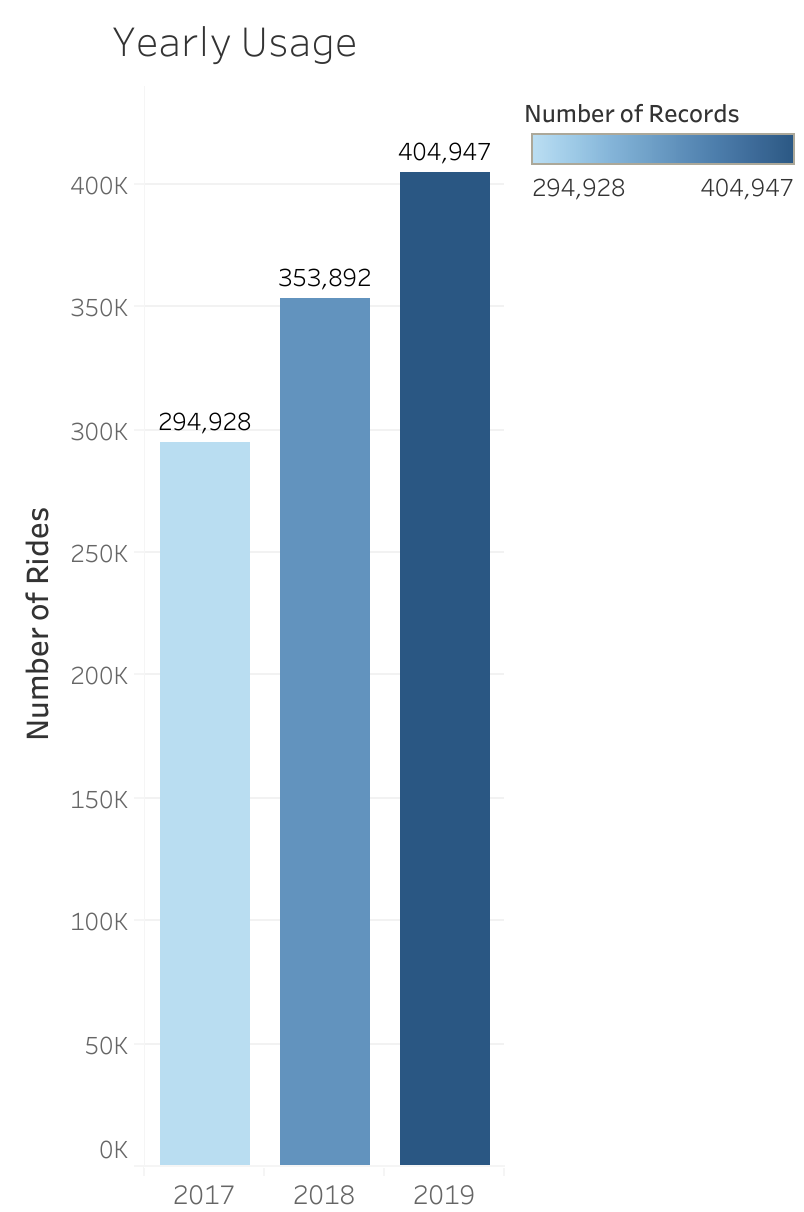 Yearly Usage
Number of Records
294,928 404,947
404,947
353,892
294,928
Number of Rides
400K
350K
300K
250K
200K
150K
100K
50K
0K
2017 2018 2019